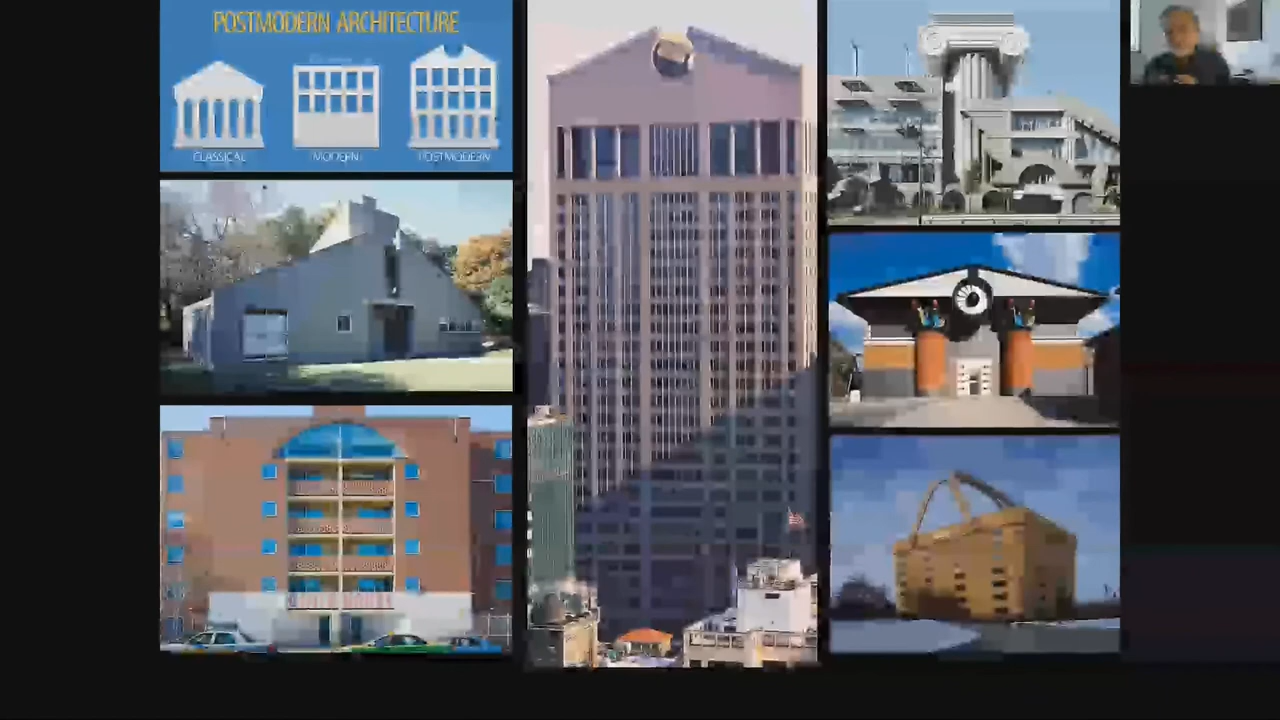 POSTMODERN ARCHITECTURE
CLASSICAL
MODERN
POSTMODERN